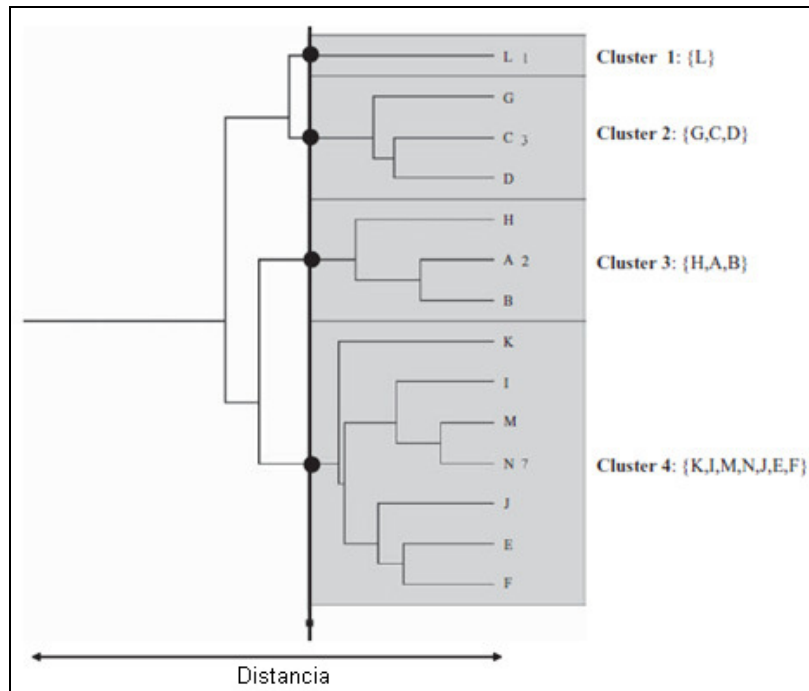 L 1 Cluster 1: {L}
G
C 3 Cluster 2: {G,C,D}
D
H
A 2 Cluster 3: {H,A,B}
B
K
I
M
N 7 Cluster 4: {K,I,M,N,J,E,F}
J
E
F
Distancia